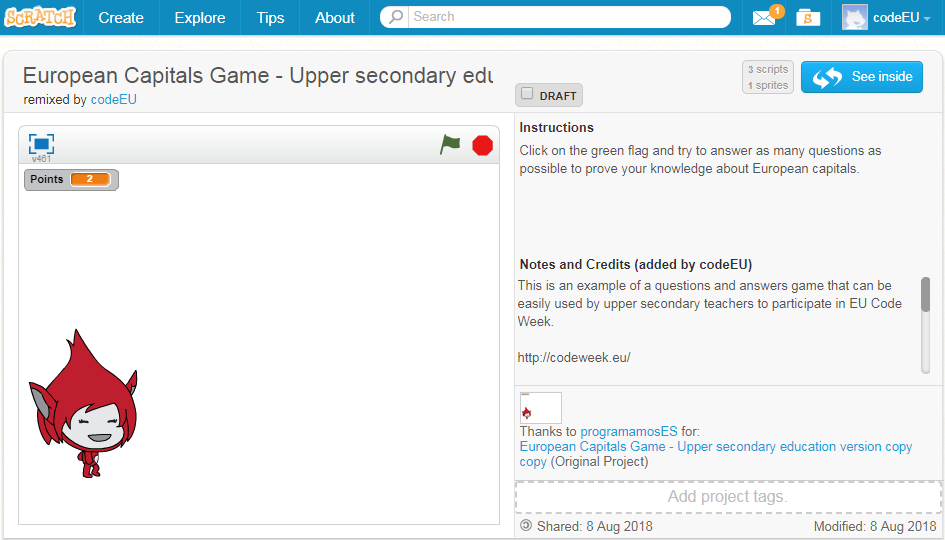 SCRATCH Create Explore Tips About Search 1 S codeEU
European Capitals Game - Upper secondary edu
remixed by codeEU
DRAFT
3 scripts
1 sprites
See inside
v461
Points 2
Instructions
Click on the green flag and try to answer as many questions as
possible to prove your knowledge about European capitals.
Notes and Credits (added by codeEU)
This is an example of a questions and answers game that can be
easily used by upper secondary teachers to participate in EU Code
Week.
http://codeweek.eu/
Thanks to programamosES for:
European Capitals Game - Upper secondary education version copy
copy (Original Project)
Add project tags.
Shared: 8 Aug 2018 Modified: 8 Aug 2018